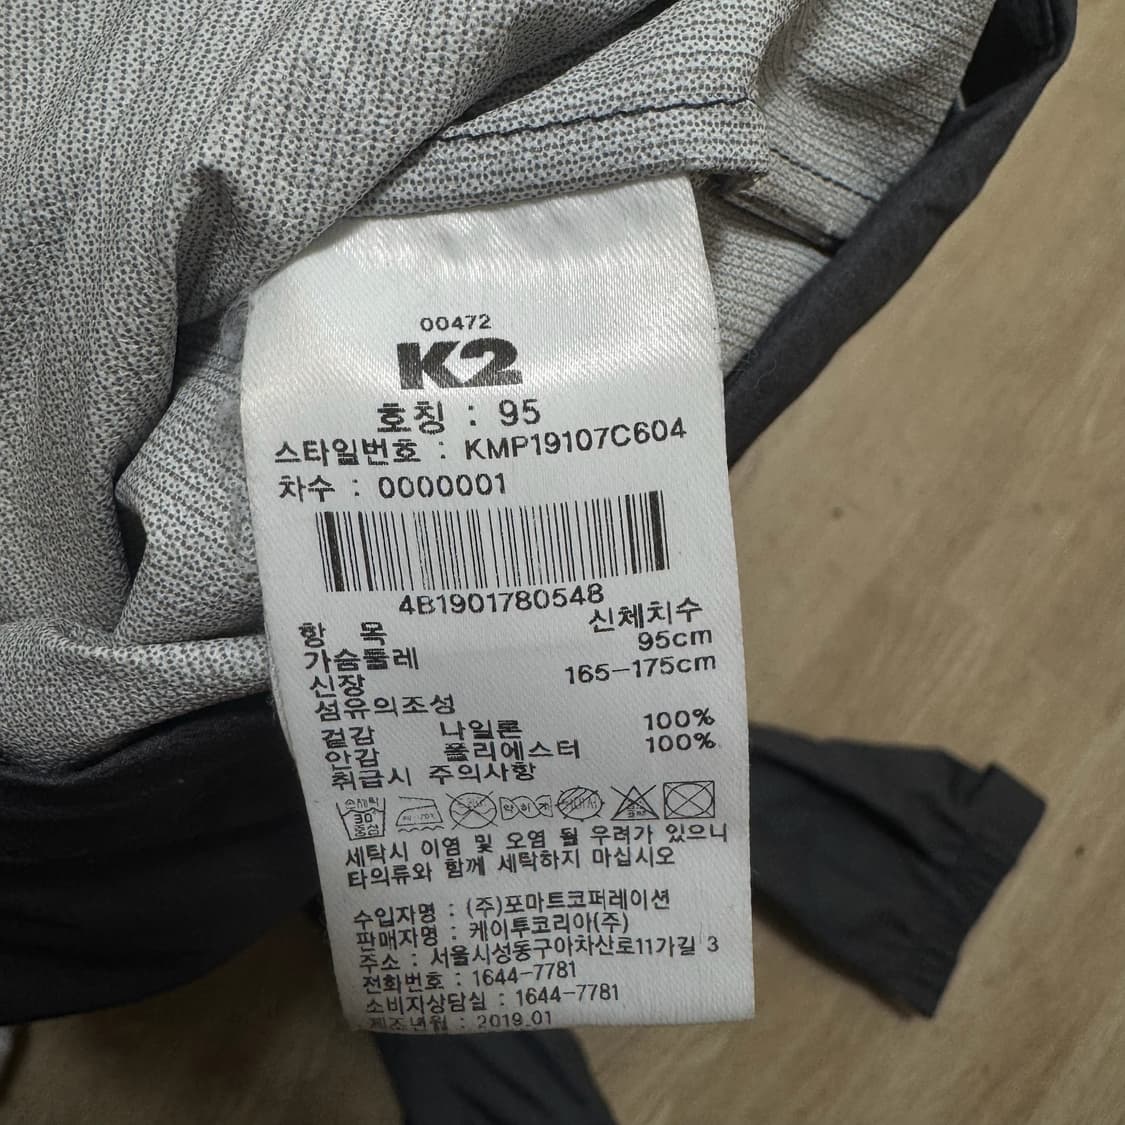 00472
K2
호칭 : 95
스타일번호 : KMP19107C604
차수 : 0000001
4B1901780548
항 목 신체치수
가슴둘레 95cm
신장 165-175cm
섬유의조성
겉감 나일론 100%
안감 폴리에스터 100%
취급시 주의사항
30 중성
세탁시 이염 및 오염 될 우려가 있으니
타의류와 함께 세탁하지 마십시오
수입자명 : (주)포마트코퍼레이션
판매자명 : 케이투코리아(주)
주소 : 서울시성동구아차산로11가길 3
전화번호 : 1644-7781
소비자상담실 : 1644-7781
제조년월 : 2019.01